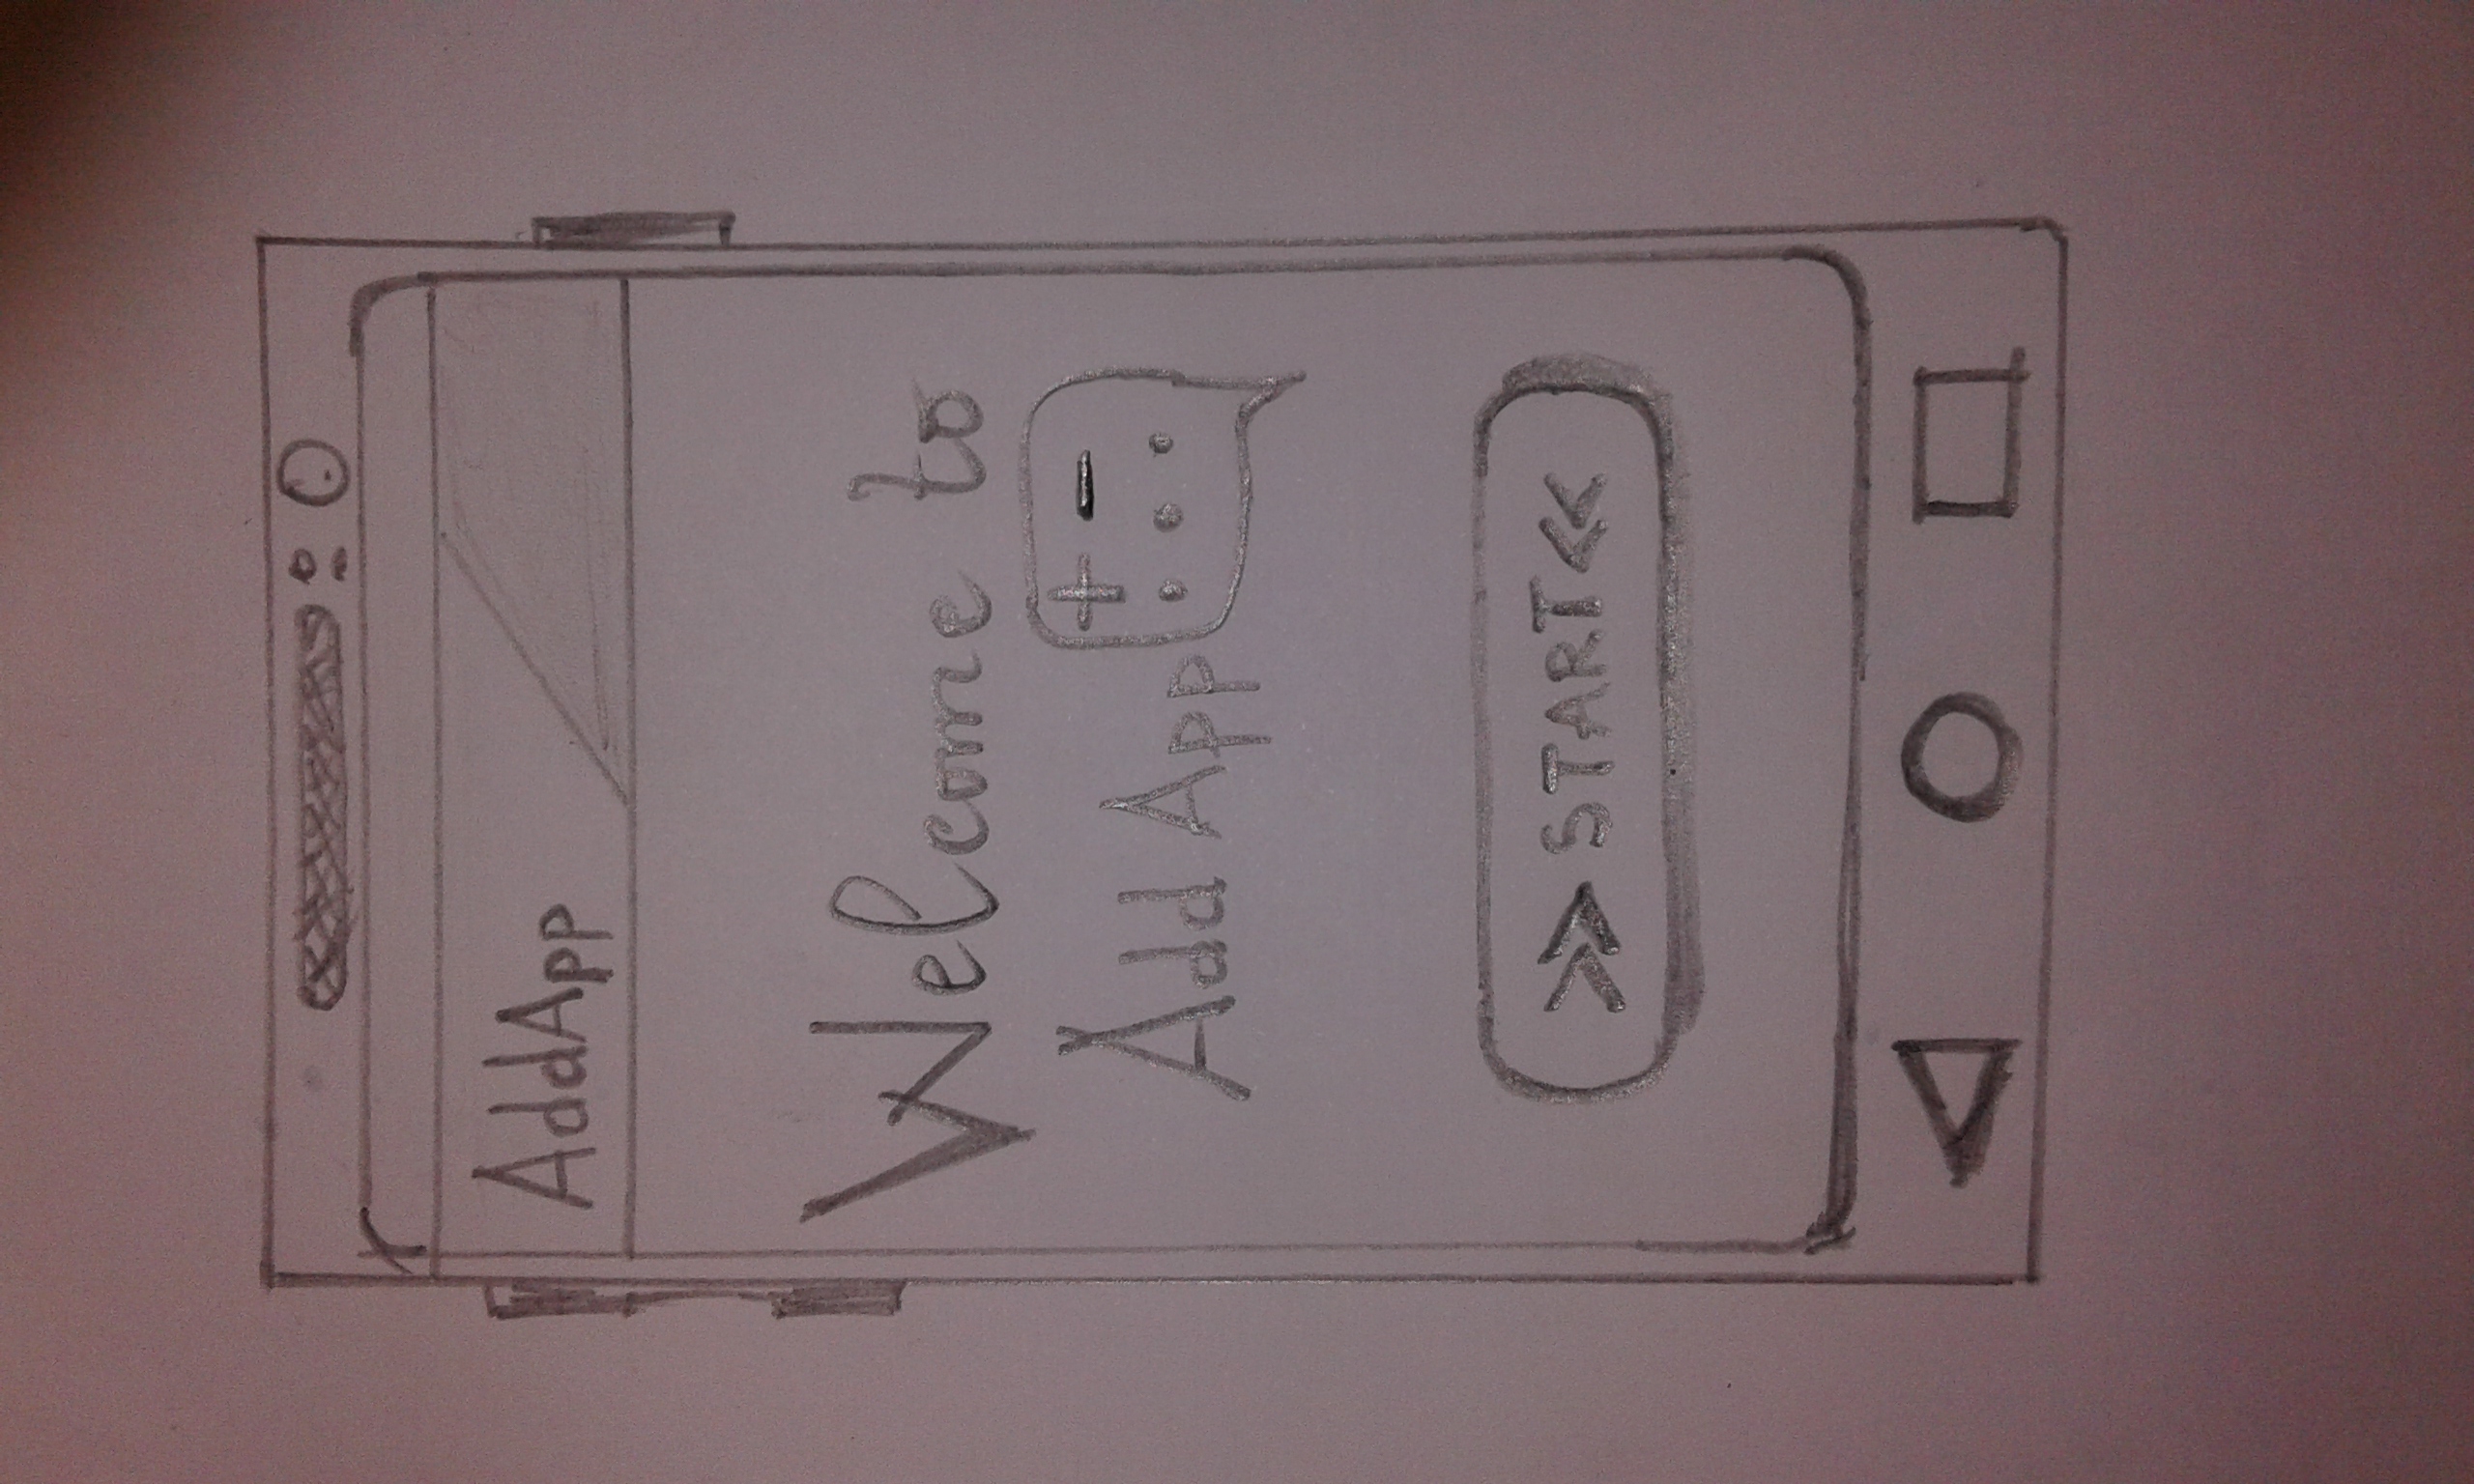 AddApp
Welcome to
Add App + - ...
>> START <<